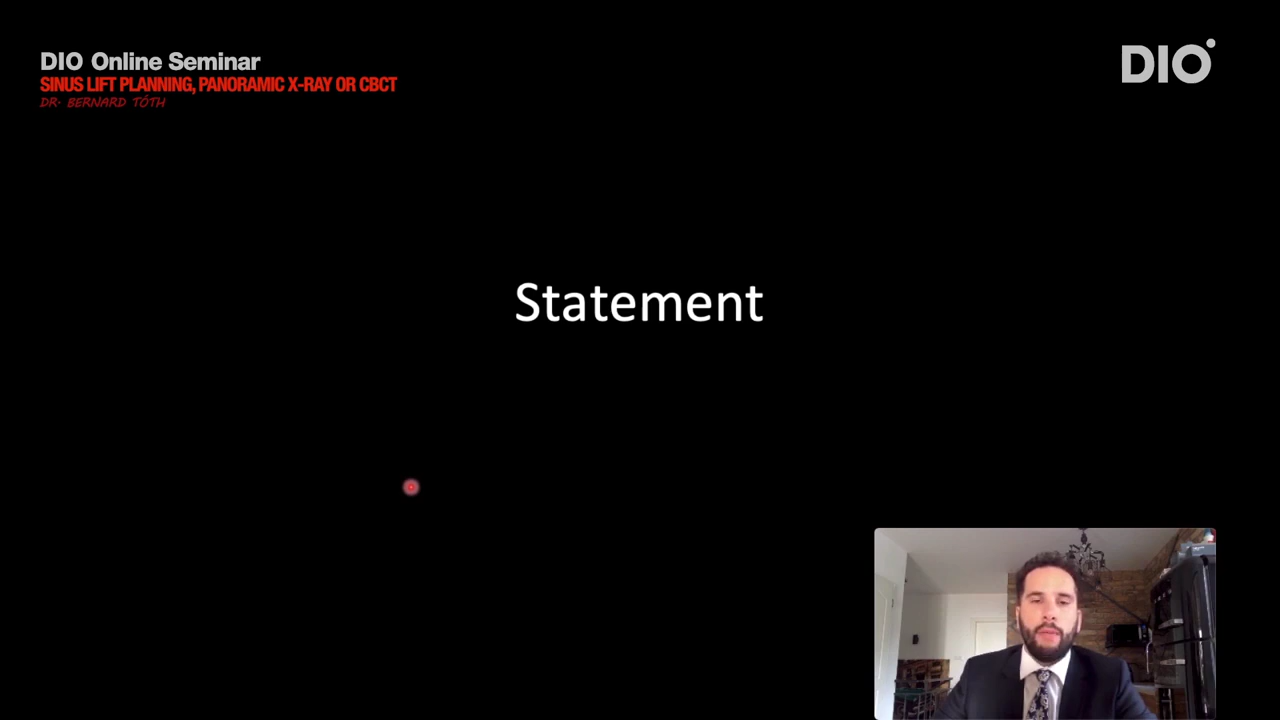 DIO Online Seminar
SINUS LIFT PLANNING, PANORAMIC X-RAY OR CBCT
DR. BERNARD TÓTH
DIO
Statement